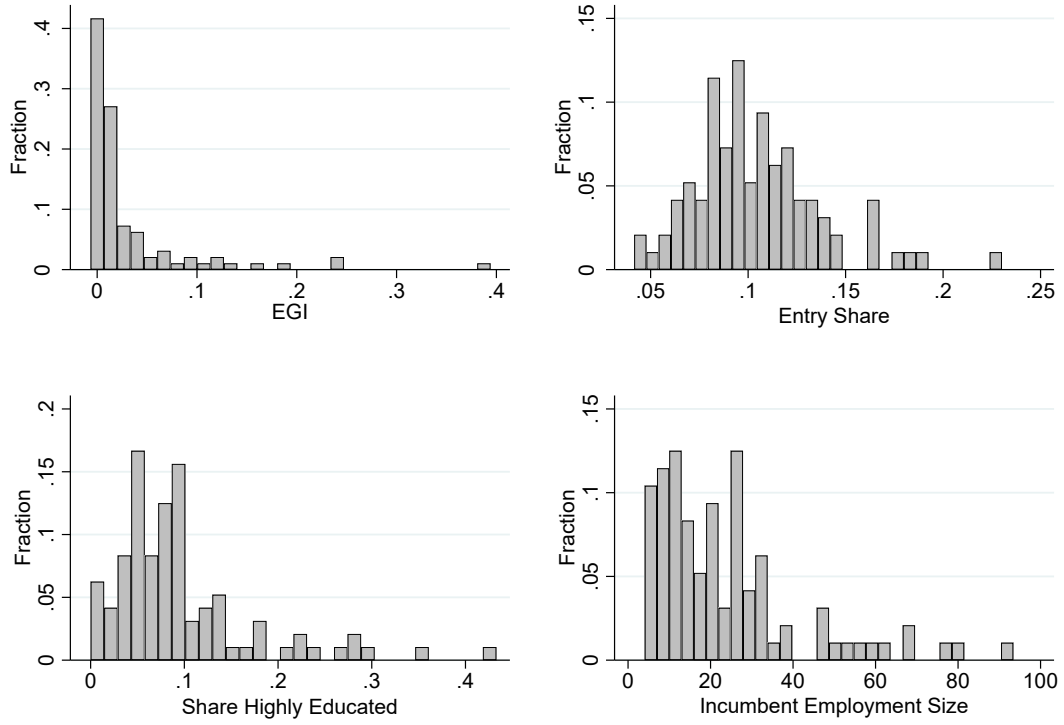 .4
.3
.2
.1
0
Fraction
0 .1 .2 .3 .4
EGI
.15
.1
.05
0
Fraction
.05 .1 .15 .2 .25
Entry Share
.2
.15
.1
.05
0
Fraction
0 .1 .2 .3 .4
Share Highly Educated
.15
.1
.05
0
Fraction
0 20 40 60 80 100
Incumbent Employment Size